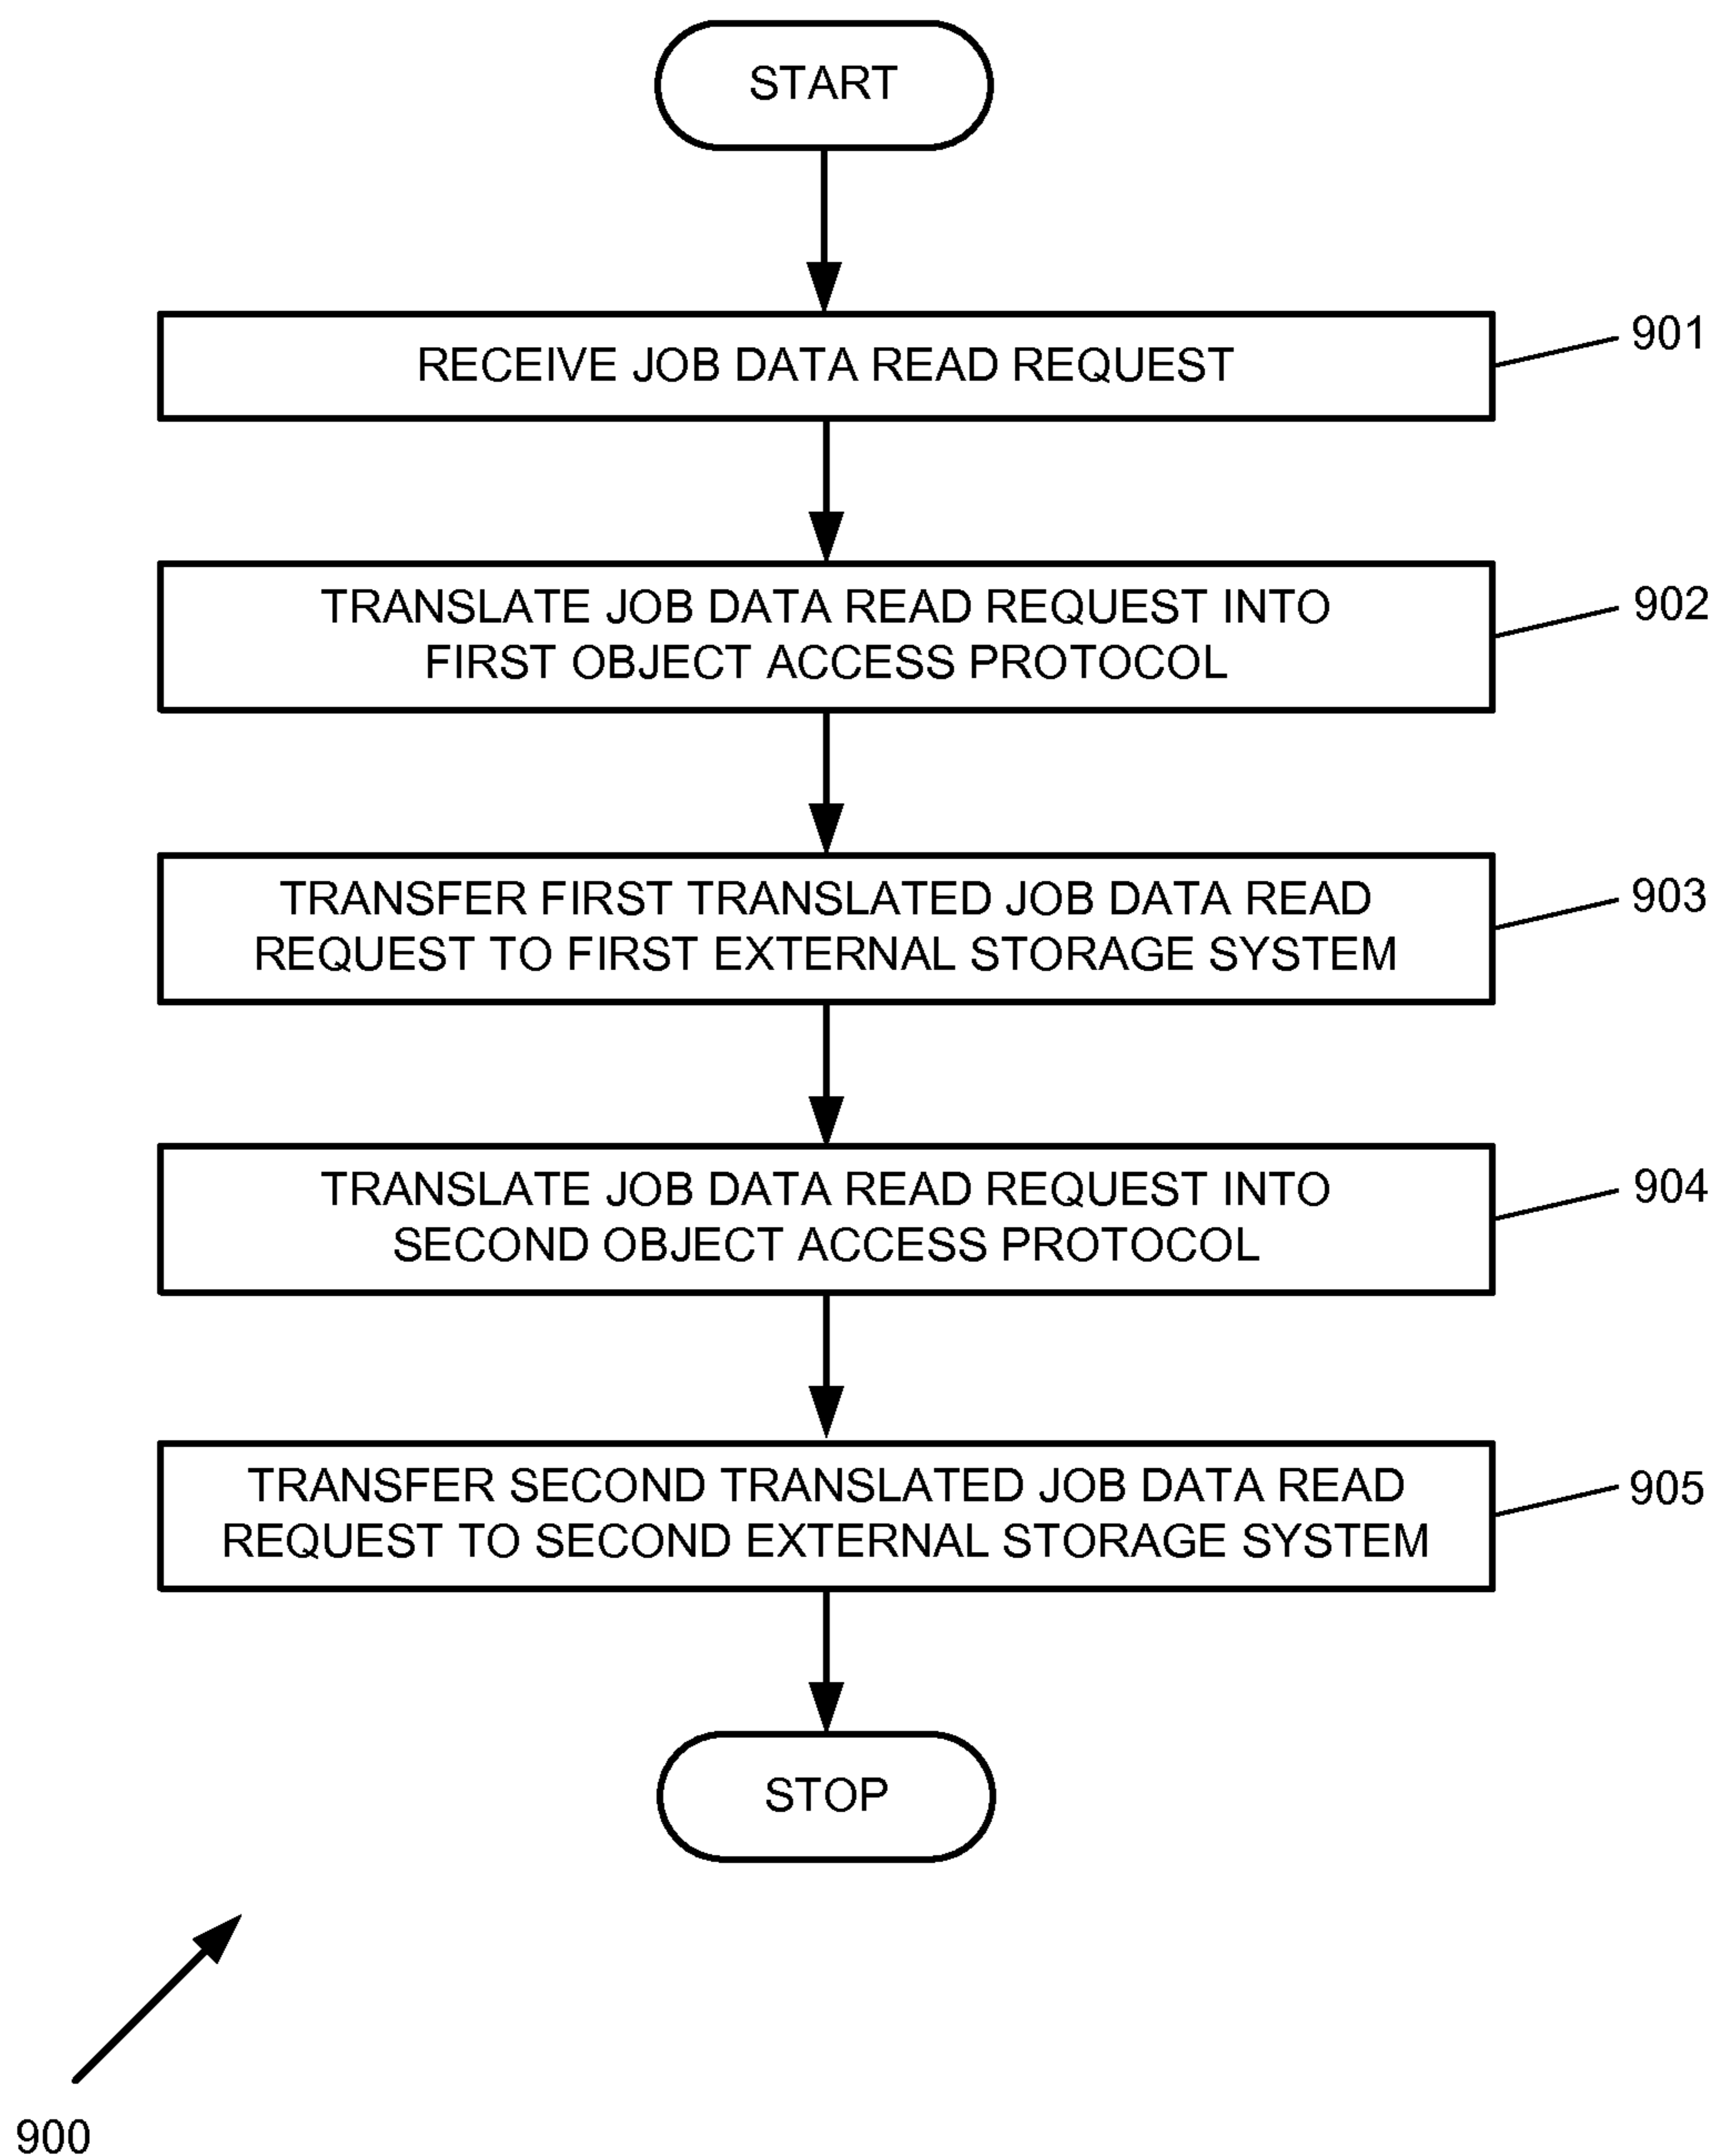 START
RECEIVE JOB DATA READ REQUEST
901
TRANSLATE JOB DATA READ REQUEST INTO
FIRST OBJECT ACCESS PROTOCOL
902
TRANSFER FIRST TRANSLATED JOB DATA READ
REQUEST TO FIRST EXTERNAL STORAGE SYSTEM
903
TRANSLATE JOB DATA READ REQUEST INTO
SECOND OBJECT ACCESS PROTOCOL
904
TRANSFER SECOND TRANSLATED JOB DATA READ
REQUEST TO SECOND EXTERNAL STORAGE SYSTEM
905
STOP
900